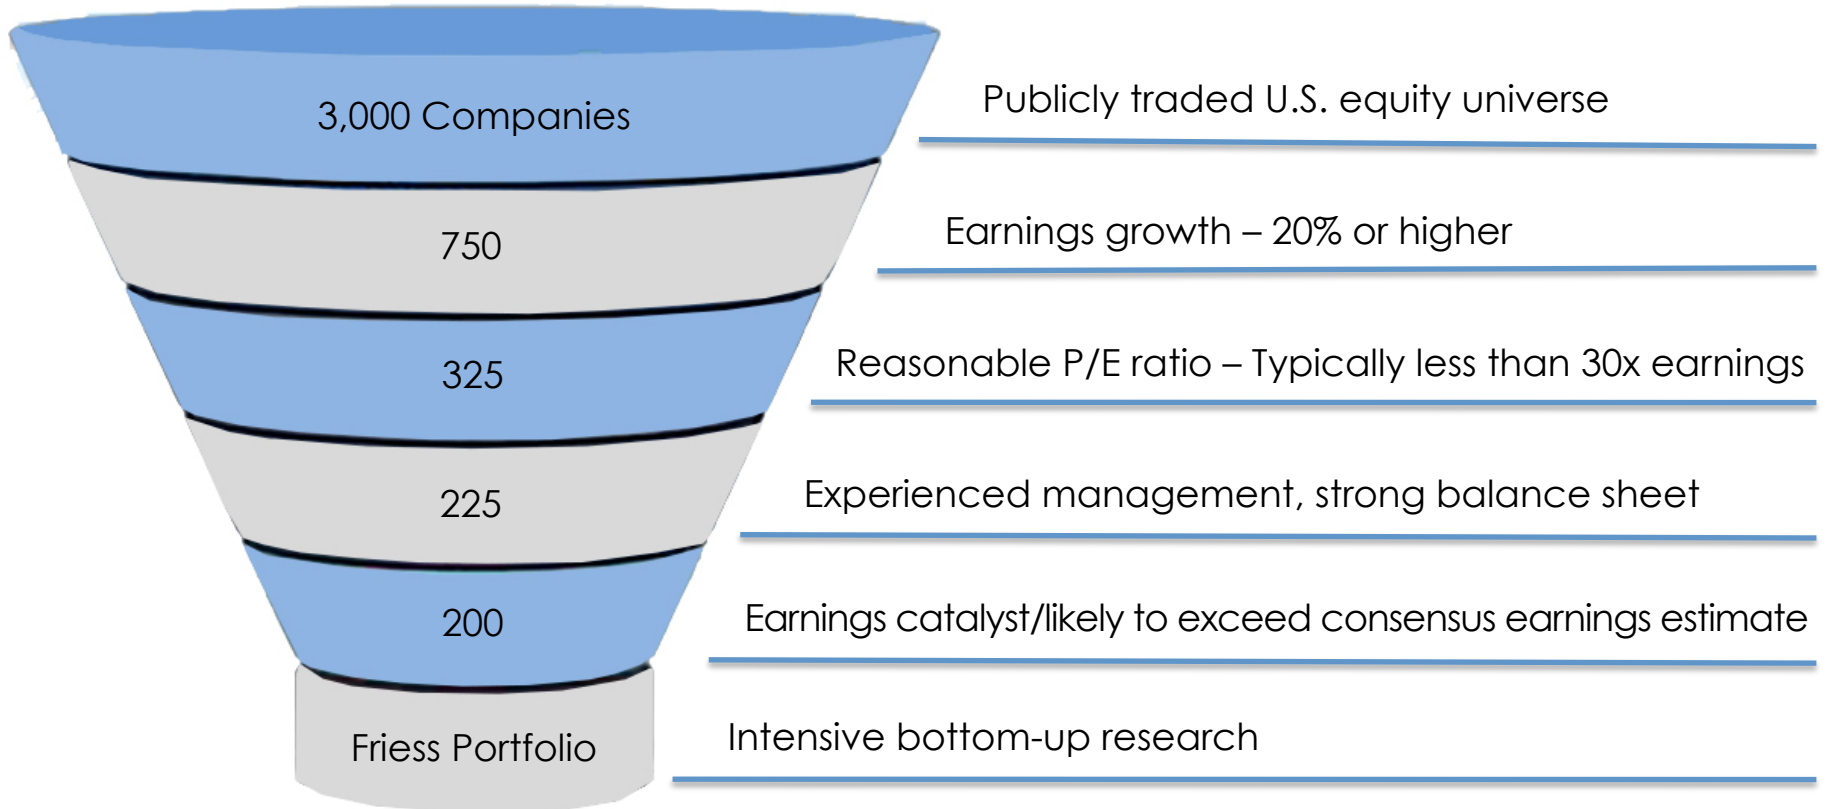 3,000 Companies
Publicly traded U.S. equity universe
750
Earnings growth – 20% or higher
325
Reasonable P/E ratio – Typically less than 30x earnings
225
Experienced management, strong balance sheet
200
Earnings catalyst/likely to exceed consensus earnings estimate
Friess Portfolio
Intensive bottom-up research